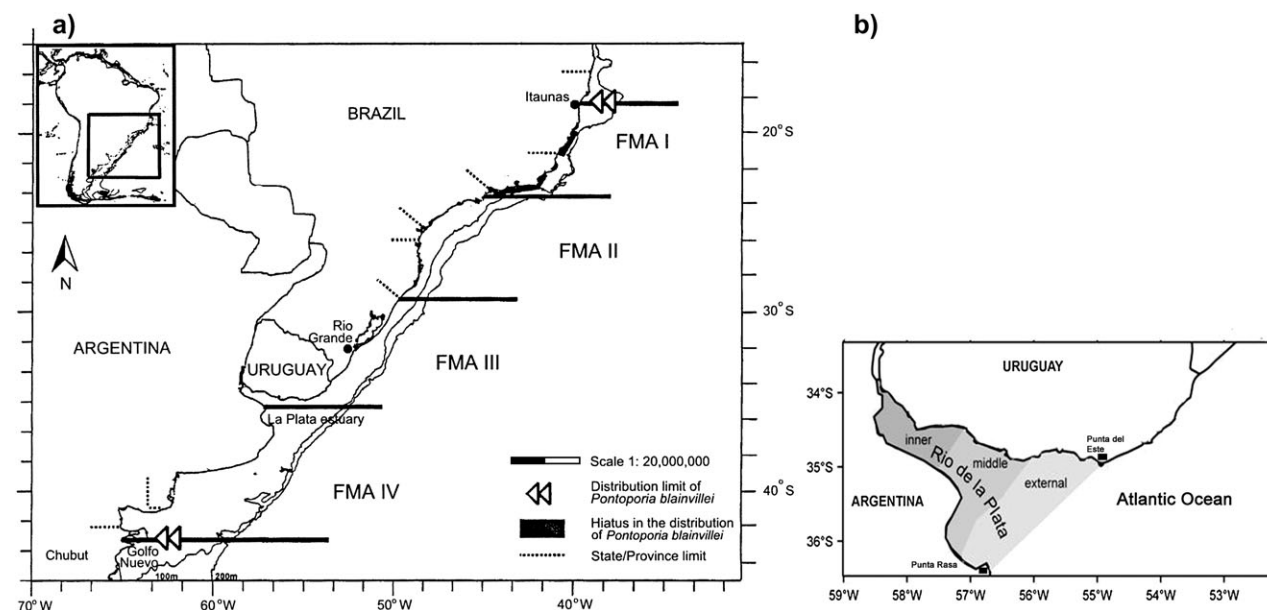 a)
Itaunas
BRAZIL
20°S
FMA I
FMA II
N
30°S
Rio
Grande
ARGENTINA
URUGUAY
FMA III
La Plata estuary
Scale 1: 20,000,000
Distribution limit of
Pontoporia blainvillei
FMA IV
40°S
Hiatus in the distribution
of Pontoporia blainvillei
State/Province limit
Chubut
Golfo
Nuevo
100m
200m
70°W
60°W
50°W
40°W
b)
URUGUAY
34°S
Punta del
Este
inner
middle
35°S
Rio de la Plata
external
ARGENTINA
Atlantic Ocean
36°S
Punta Rasa
59°W
58°W
57°W
56°W
55°W
54°W
53°W